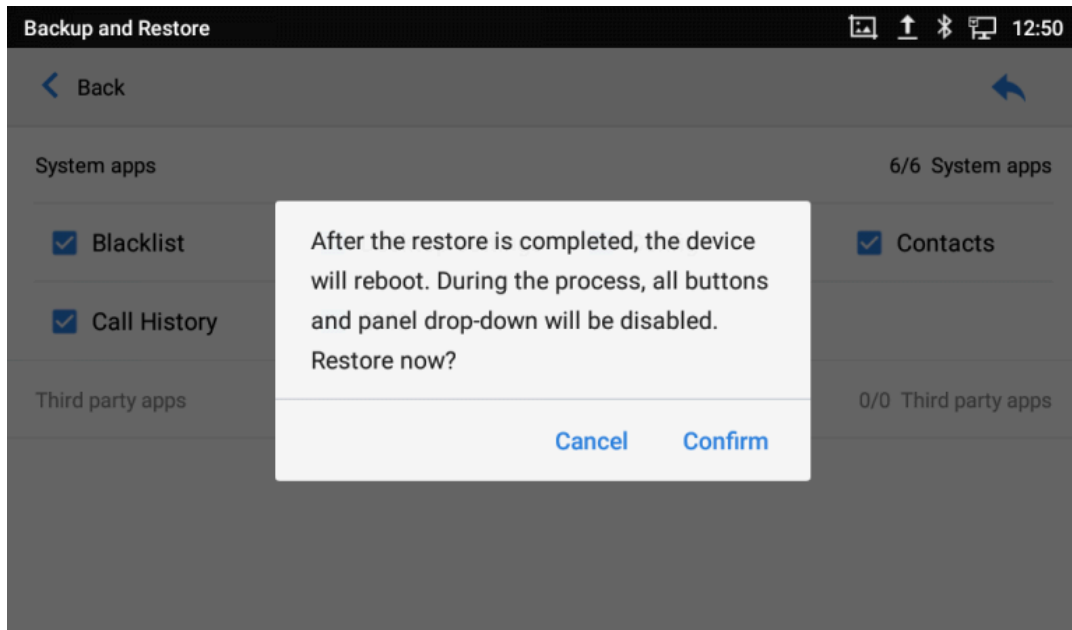 Backup and Restore 12:50
Back
System apps 6/6 System apps
Blacklist Contacts
Call History
Third party apps 0/0 Third party apps
After the restore is completed, the device
will reboot. During the process, all buttons
and panel drop-down will be disabled.
Restore now?
Cancel Confirm